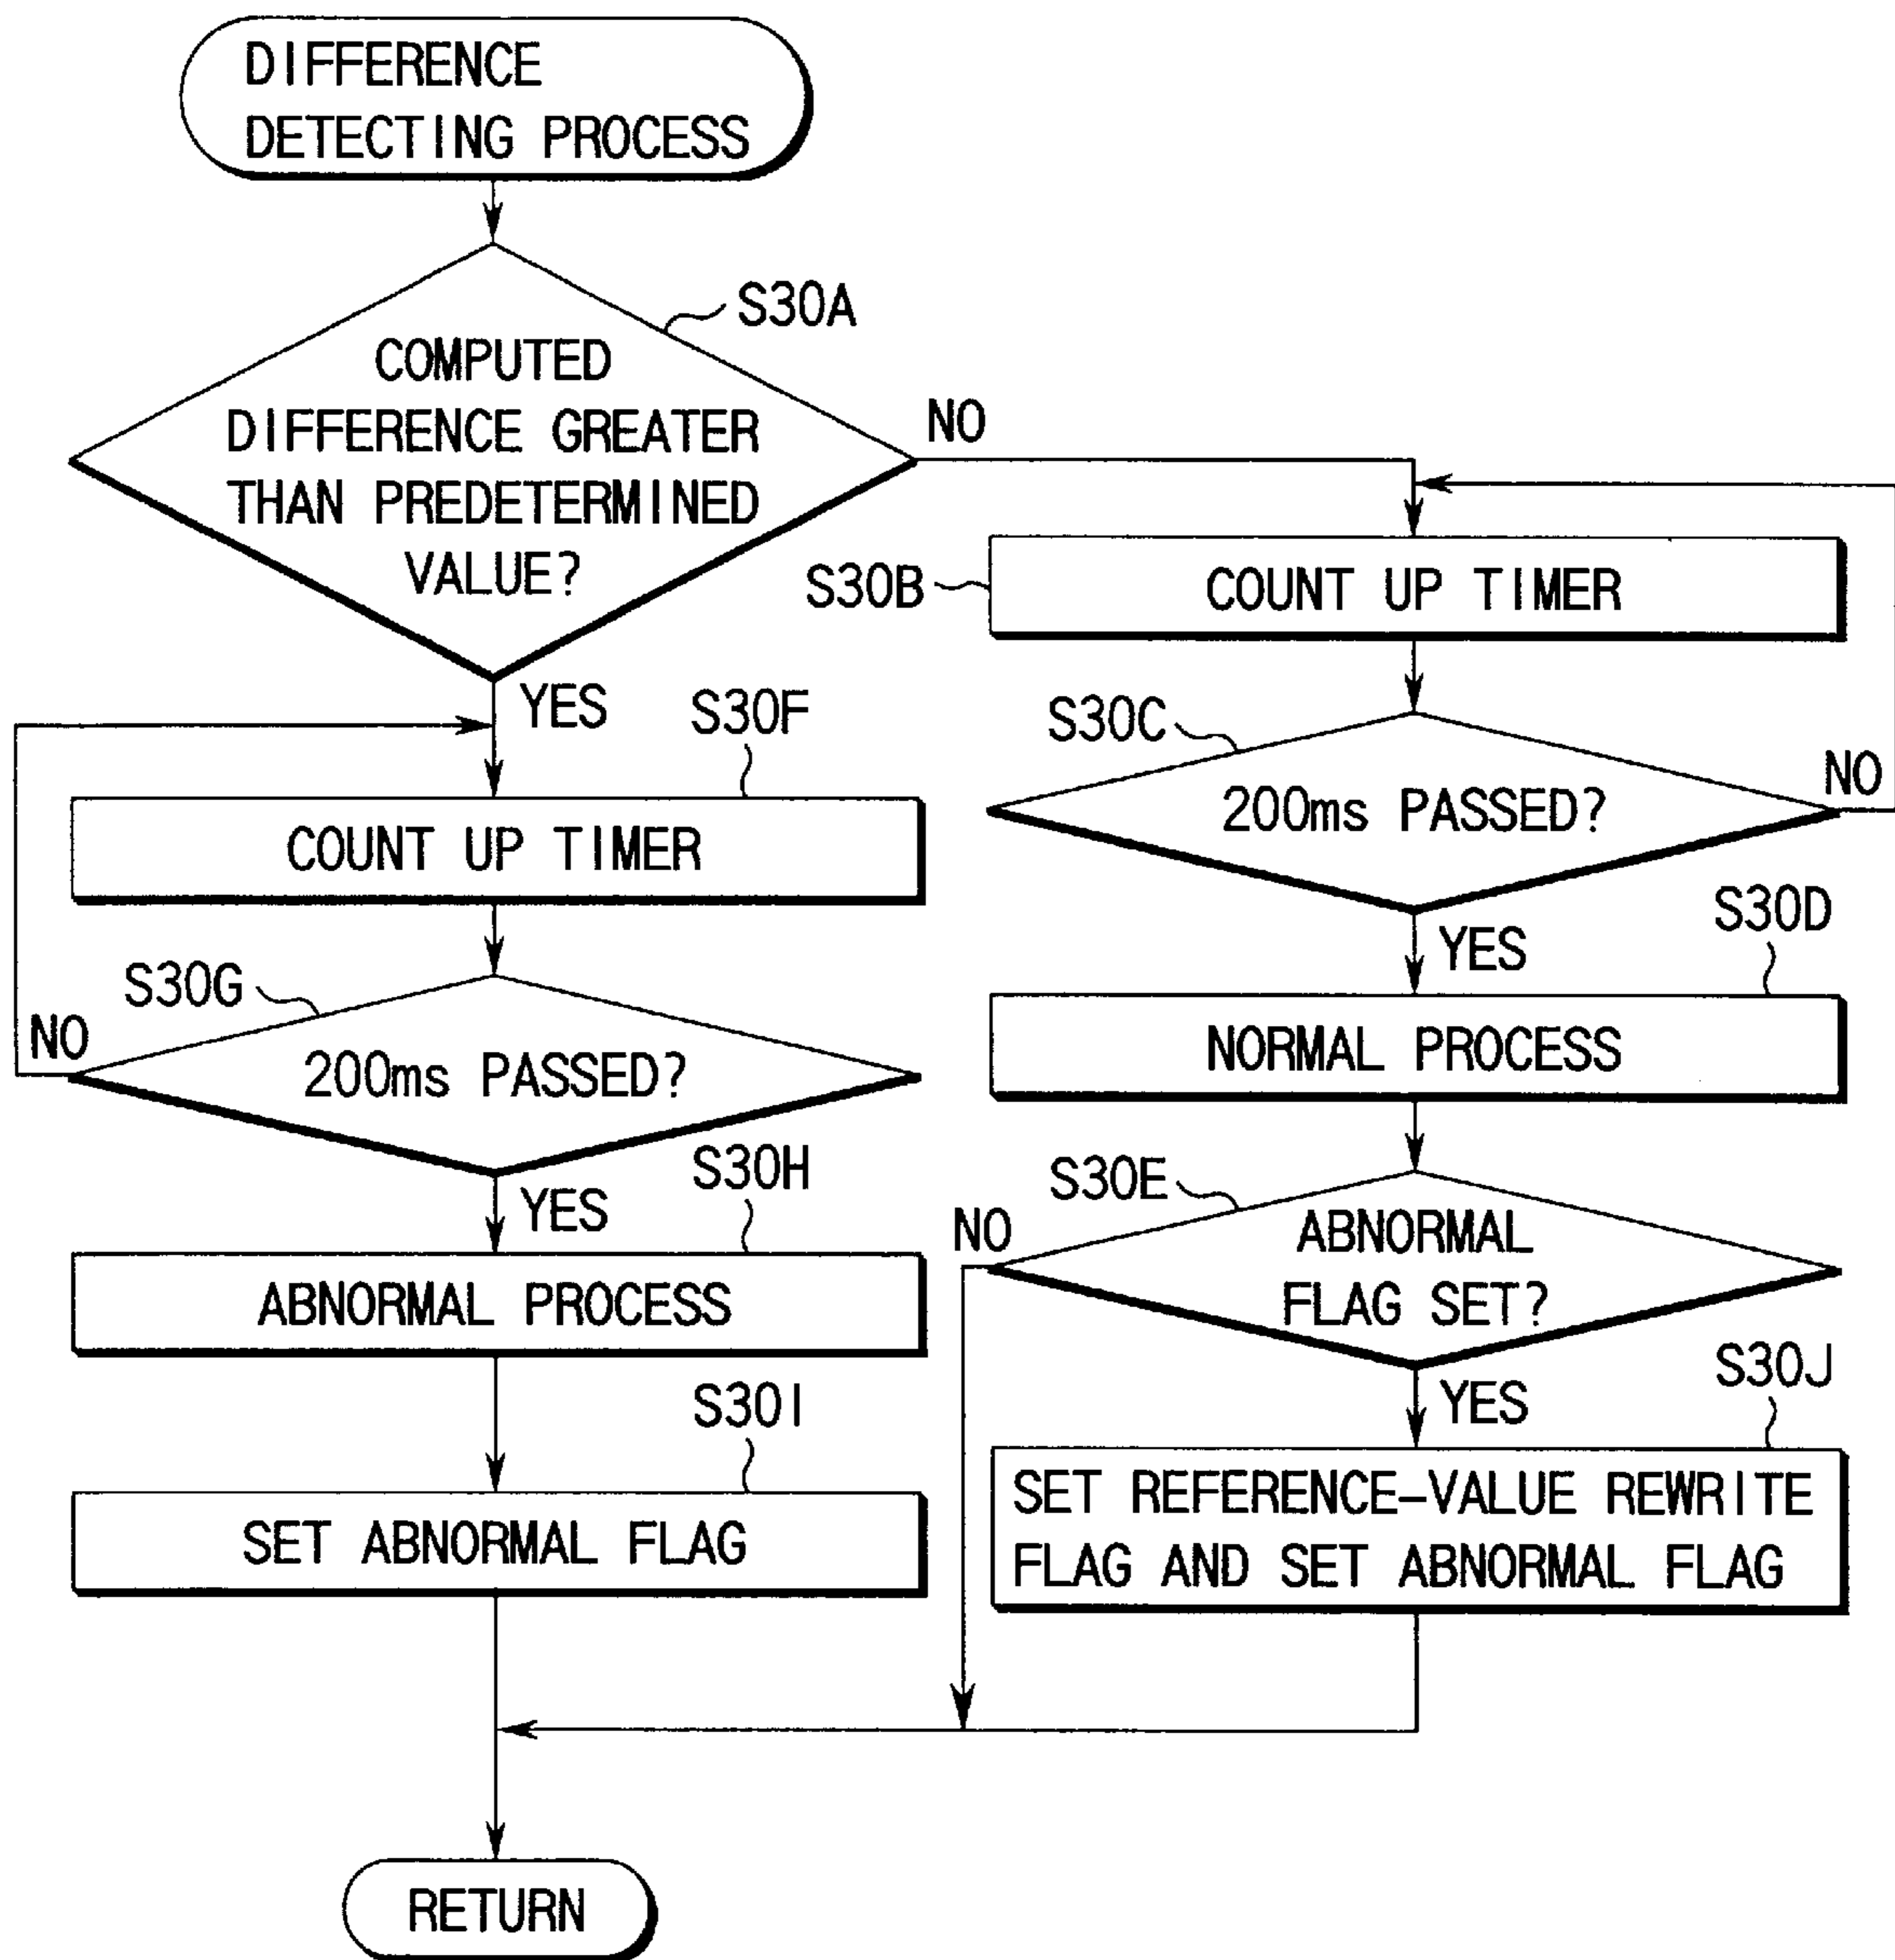 DIFFERENCE
DETECTING PROCESS
S30A
COMPUTED
DIFFERENCE GREATER
THAN PREDETERMINED
VALUE?
NO
YES
S30B
COUNT UP TIMER
S30C
200ms PASSED?
NO
YES
S30D
NORMAL PROCESS
S30E
ABNORMAL
FLAG SET?
NO
YES
S30J
SET REFERENCE-VALUE REWRITE
FLAG AND SET ABNORMAL FLAG
S30F
COUNT UP TIMER
S30G
200ms PASSED?
NO
YES
S30H
ABNORMAL PROCESS
S30I
SET ABNORMAL FLAG
RETURN